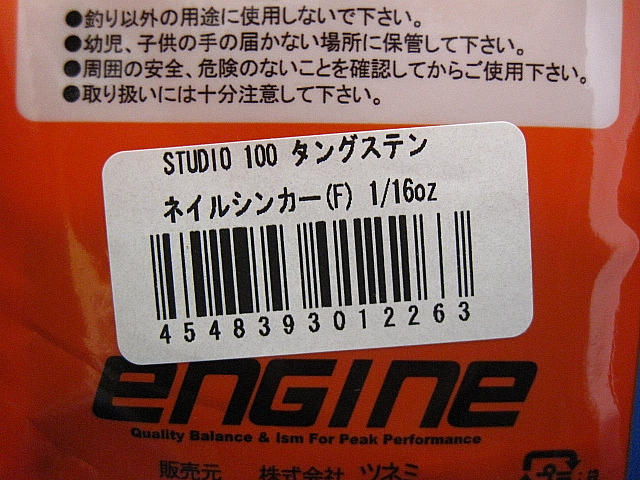 ●釣り以外の用途に使用しないで下さい。
●幼児、子供の手の届かない場所に保管して下さい。
●周囲の安全、危険のないことを確認してからご使用下さい。
●取り扱いには十分注意して下さい。
STUDIO 100 タングステン
ネイルシンカー(F) 1/16oz
4548393012263
engine
Quality Balance & Ism For Peak Performance
販売元 株式会社 ツネミ